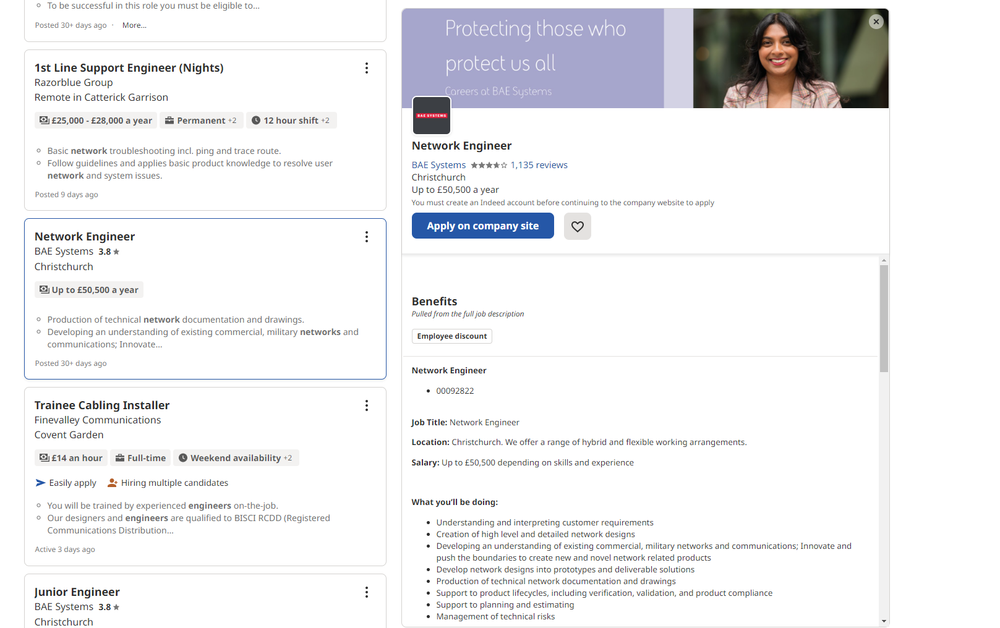 To be successful in this role you must be eligible to...
Posted 30+ days ago · More...
1st Line Support Engineer (Nights)
Razorblue Group
Remote in Catterick Garrison
£25,000 - £28,000 a year Permanent +2 12 hour shift +2
Basic network troubleshooting incl. ping and trace route.
Follow guidelines and applies basic product knowledge to resolve user
network and system issues.
Posted 9 days ago
Network Engineer
BAE Systems 3.8
Christchurch
Up to £50,500 a year
Production of technical network documentation and drawings.
Developing an understanding of existing commercial, military networks and
communications; Innovate...
Posted 30+ days ago
Trainee Cabling Installer
Finevalley Communications
Covent Garden
£14 an hour Full-time Weekend availability +2
Easily apply Hiring multiple candidates
You will be trained by experienced engineers on-the-job.
Our designers and engineers are qualified to BISCI RCDD (Registered
Communications Distribution...
Active 3 days ago
Junior Engineer
BAE Systems 3.8
Christchurch
Protecting those who
protect us all
Careers at BAE Systems
BAE SYSTEMS
Network Engineer
BAE Systems 1,135 reviews
Christchurch
Up to £50,500 a year
You must create an Indeed account before continuing to the company website to apply
Apply on company site
Benefits
Pulled from the full job description
Employee discount
Network Engineer
00092822
Job Title: Network Engineer
Location: Christchurch. We offer a range of hybrid and flexible working arrangements.
Salary: Up to £50,500 depending on skills and experience
What you'll be doing:
Understanding and interpreting customer requirements
Creation of high level and detailed network designs
Developing an understanding of existing commercial, military networks and communications; Innovate and
push the boundaries to create new and novel network related products
Develop network designs into prototypes and deliverable solutions
Production of technical network documentation and drawings
Support to product lifecycles, including verification, validation, and product compliance
Support to planning and estimating
Management of technical risks